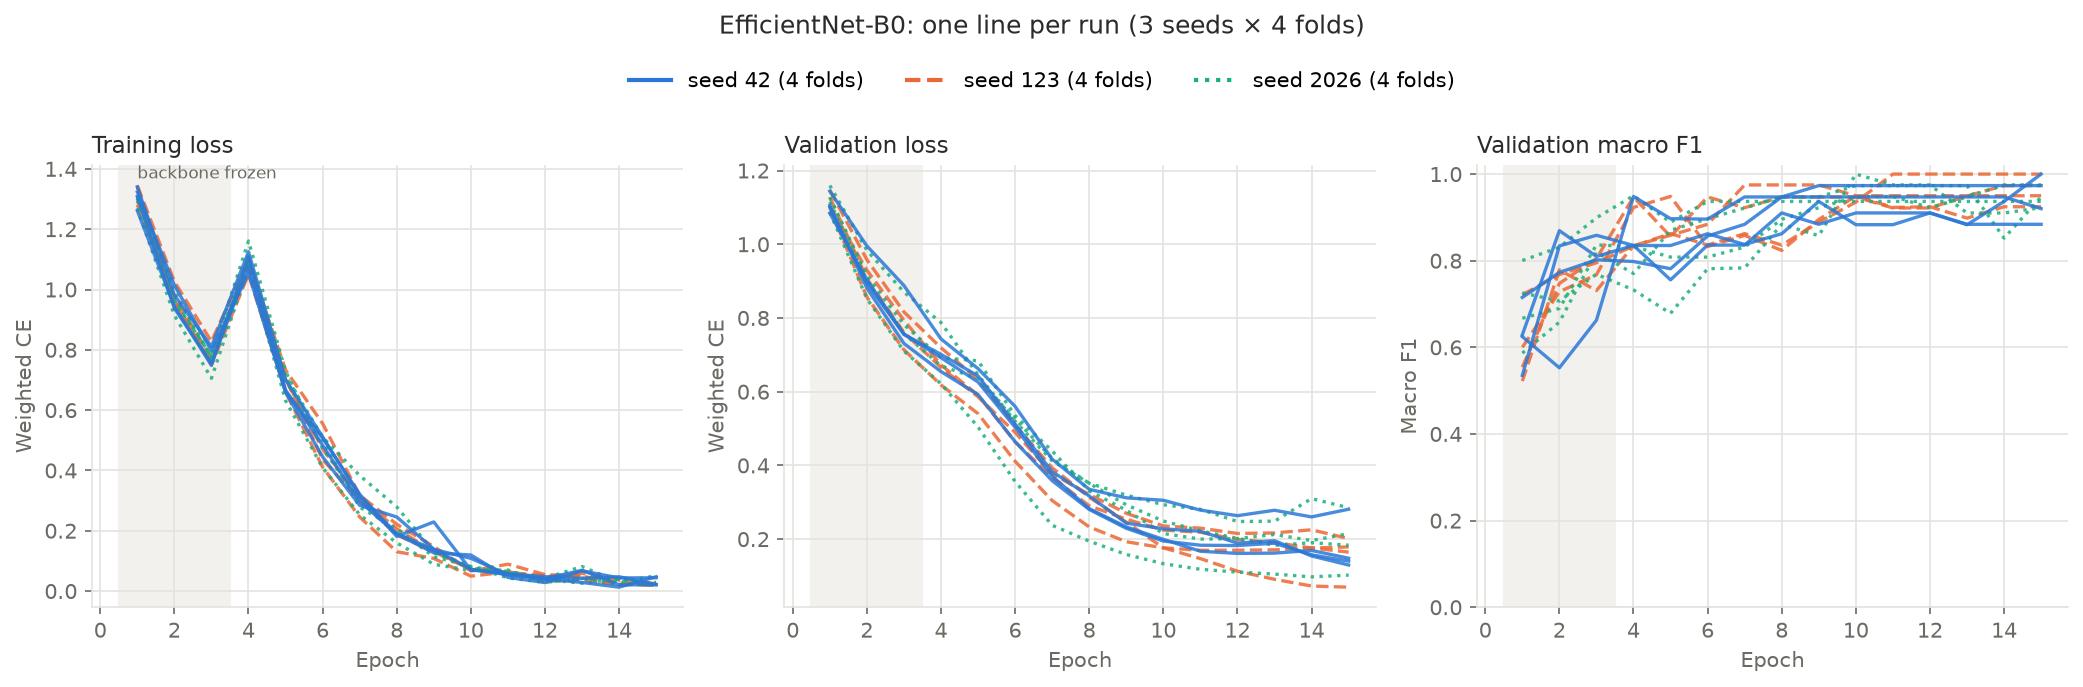 EfficientNet-B0: one line per run (3 seeds × 4 folds)
seed 42 (4 folds)
seed 123 (4 folds)
seed 2026 (4 folds)
Training loss
backbone frozen
1.4
1.2
1.0
0.8
0.6
0.4
0.2
0.0
Weighted CE
0 2 4 6 8 10 12 14
Epoch
Validation loss
1.2
1.0
0.8
0.6
0.4
0.2
Weighted CE
0 2 4 6 8 10 12 14
Epoch
Validation macro F1
1.0
0.8
0.6
0.4
0.2
0.0
Macro F1
0 2 4 6 8 10 12 14
Epoch